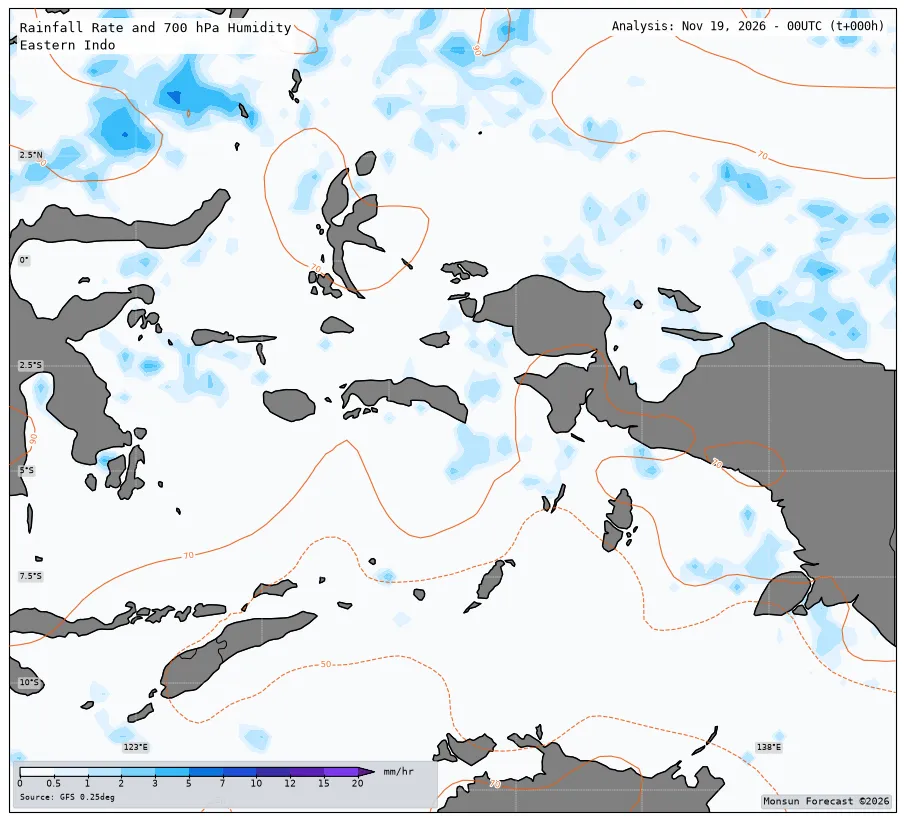 Rainfall Rate and 700 hPa Humidity
Eastern Indo
Analysis: Nov 19, 2026 - 00UTC (t+000h)
90
70
2.5°N
70
0°
2.5°S
90
70
5°S
70
7.5°S
50
10°S
123°E
138°E
70
0 0.5 1 2 3 5 7 10 12 15 20 mm/hr
Source: GFS 0.25deg
Monsun Forecast ©2026